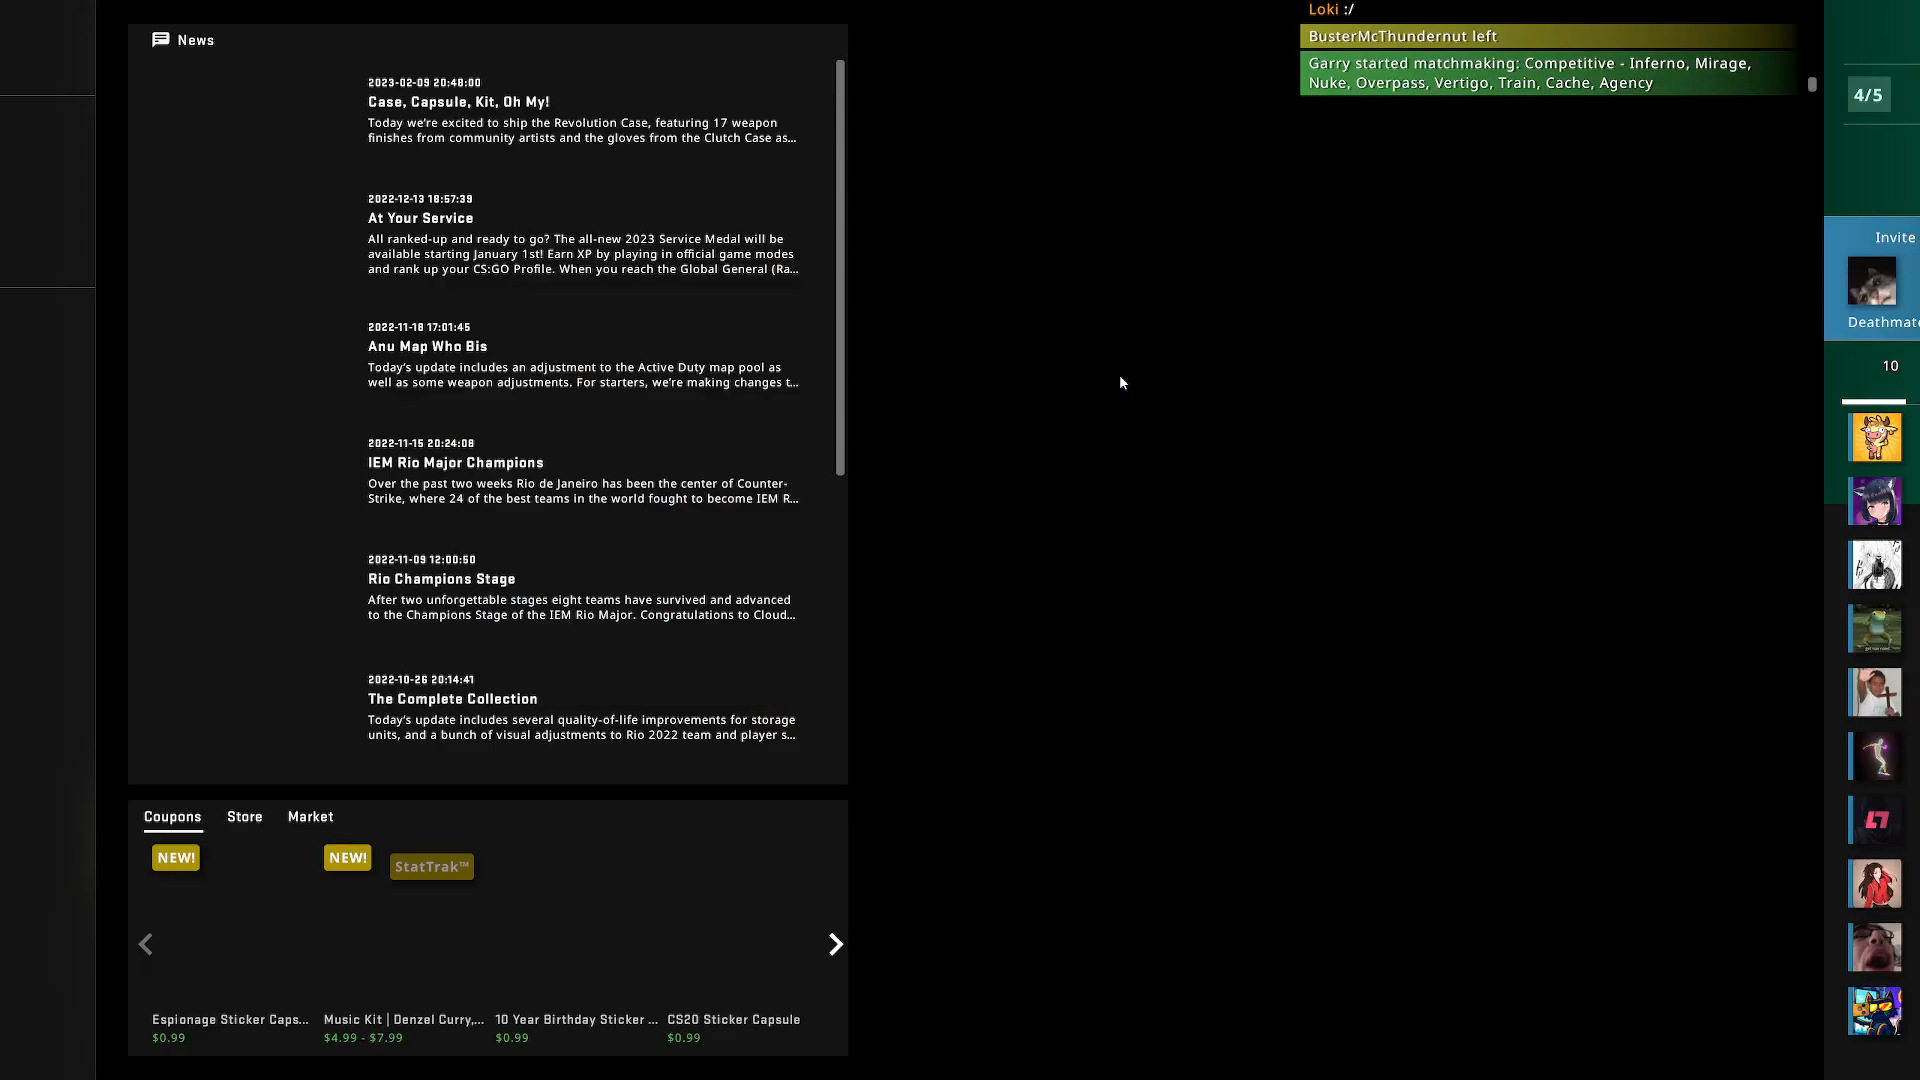 News
2023-02-09 20:48:00
Case, Capsule, Kit, Oh My!
Today we're excited to ship the Revolution Case, featuring 17 weapon
finishes from community artists and the gloves from the Clutch Case as...
2022-12-13 18:57:39
At Your Service
All ranked-up and ready to go? The all-new 2023 Service Medal will be
available starting January 1st! Earn XP by playing in official game modes
and rank up your CS:GO Profile. When you reach the Global General (Ra...
2022-11-18 17:01:45
Anu Map Who Bis
Today's update includes an adjustment to the Active Duty map pool as
well as some weapon adjustments. For starters, we're making changes t...
2022-11-15 20:24:08
IEM Rio Major Champions
Over the past two weeks Rio de Janeiro has been the center of Counter-
Strike, where 24 of the best teams in the world fought to become IEM R...
2022-11-09 12:00:50
Rio Champions Stage
After two unforgettable stages eight teams have survived and advanced
to the Champions Stage of the IEM Rio Major. Congratulations to Cloud...
2022-10-26 20:14:41
The Complete Collection
Today's update includes several quality-of-life improvements for storage
units, and a bunch of visual adjustments to Rio 2022 team and player s...
Coupons Store Market
NEW! NEW! StatTrak™
Espionage Sticker Caps... Music Kit | Denzel Curry,... 10 Year Birthday Sticker ... CS20 Sticker Capsule
$0.99 $4.99 - $7.99 $0.99 $0.99
Loki :/
BusterMcThundernut left
Garry started matchmaking: Competitive - Inferno, Mirage,
Nuke, Overpass, Vertigo, Train, Cache, Agency
4/5
Invite
Deathmat
10